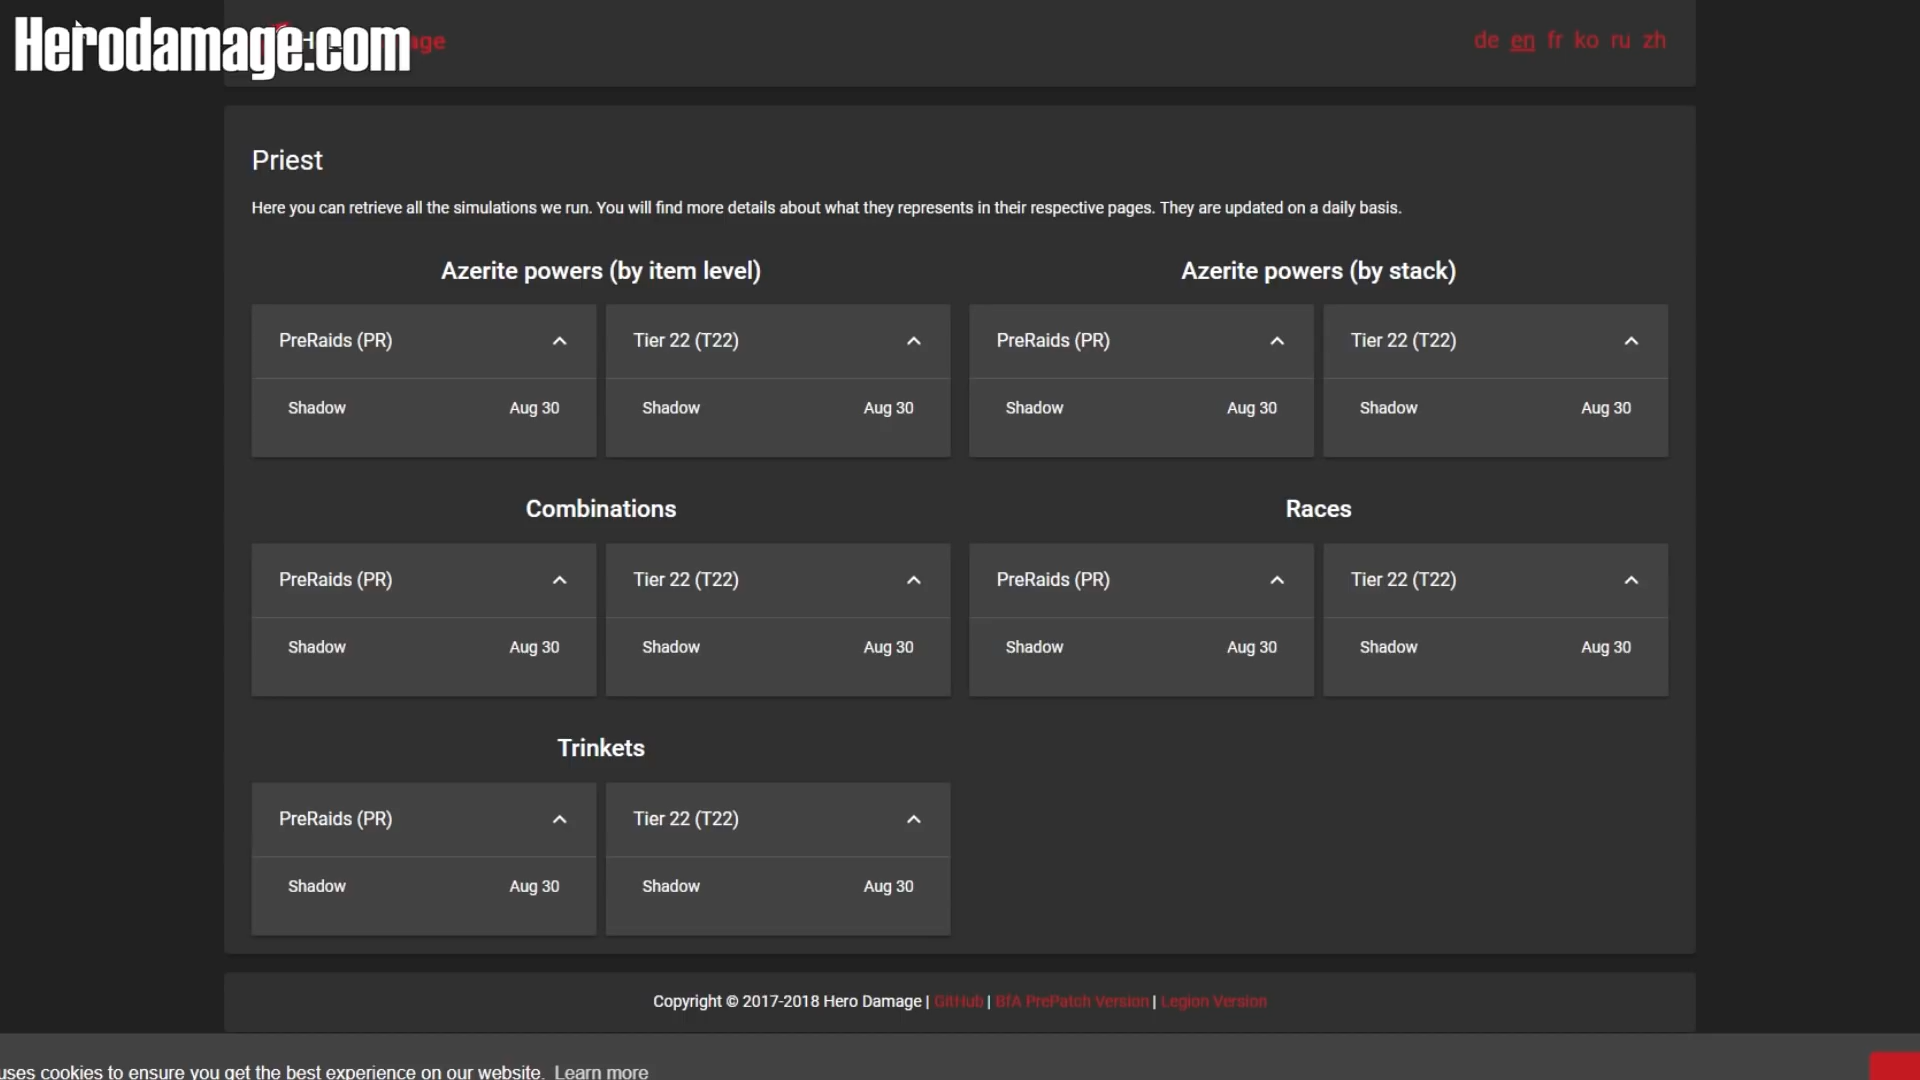 Herodamage.com
age
de en fr ko ru zh
Priest
Here you can retrieve all the simulations we run. You will find more details about what they represents in their respective pages. They are updated on a daily basis.
Azerite powers (by item level)
Azerite powers (by stack)
PreRaids (PR)
Tier 22 (T22)
PreRaids (PR)
Tier 22 (T22)
Shadow Aug 30
Shadow Aug 30
Shadow Aug 30
Shadow Aug 30
Combinations
Races
PreRaids (PR)
Tier 22 (T22)
PreRaids (PR)
Tier 22 (T22)
Shadow Aug 30
Shadow Aug 30
Shadow Aug 30
Shadow Aug 30
Trinkets
PreRaids (PR)
Tier 22 (T22)
Shadow Aug 30
Shadow Aug 30
Copyright © 2017-2018 Hero Damage | GitHub | BfA PrePatch Version | Legion Version
uses cookies to ensure you get the best experience on our website. Learn more